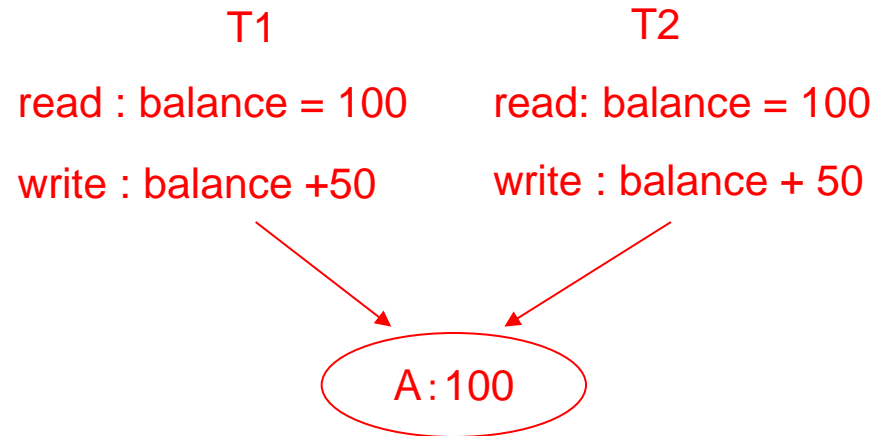 T1 T2
read : balance = 100 read: balance = 100
write : balance +50 write : balance + 50
A : 100